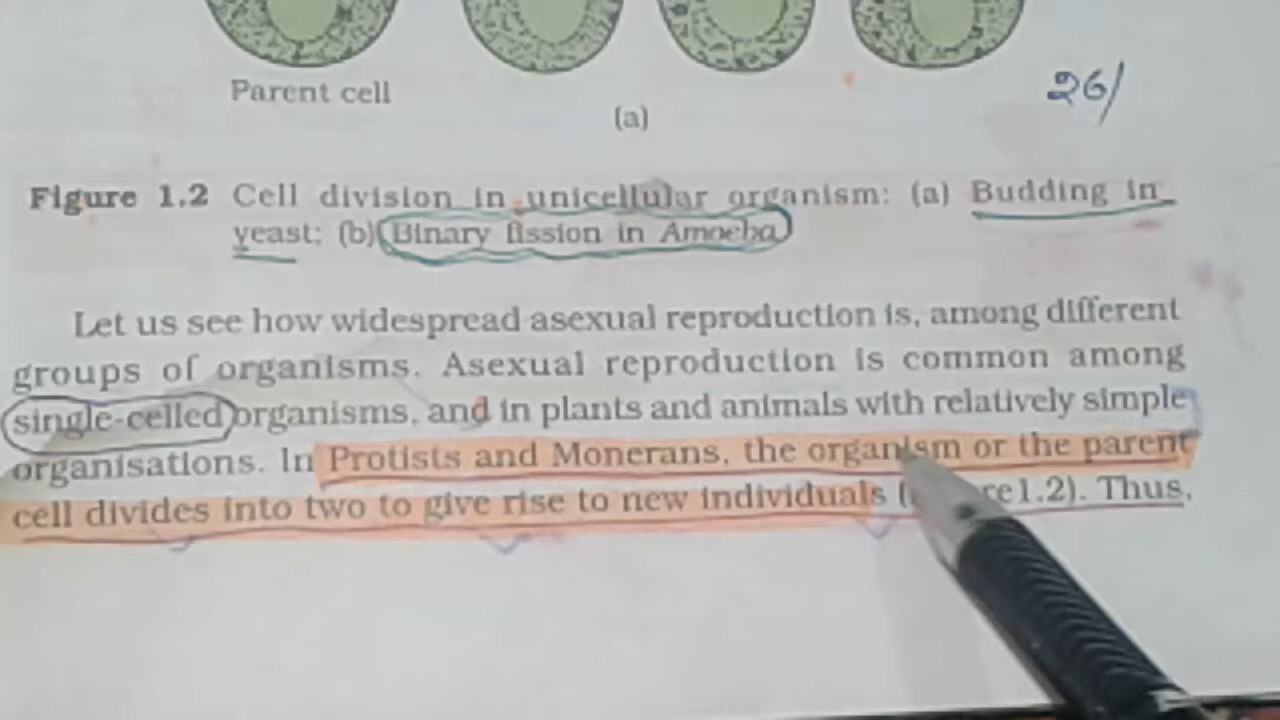 Parent cell
(a)
26/
Figure 1.2 Cell division in unicellular organism: (a) Budding in
yeast; (b) Binary fission in Amoeba
Let us see how widespread asexual reproduction is, among different
groups of organisms. Asexual reproduction is common among
single-celled organisms, and in plants and animals with relatively simple
organisations. In Protists and Monerans, the organism or the parent
cell divides into two to give rise to new individuals ( re1.2). Thus,